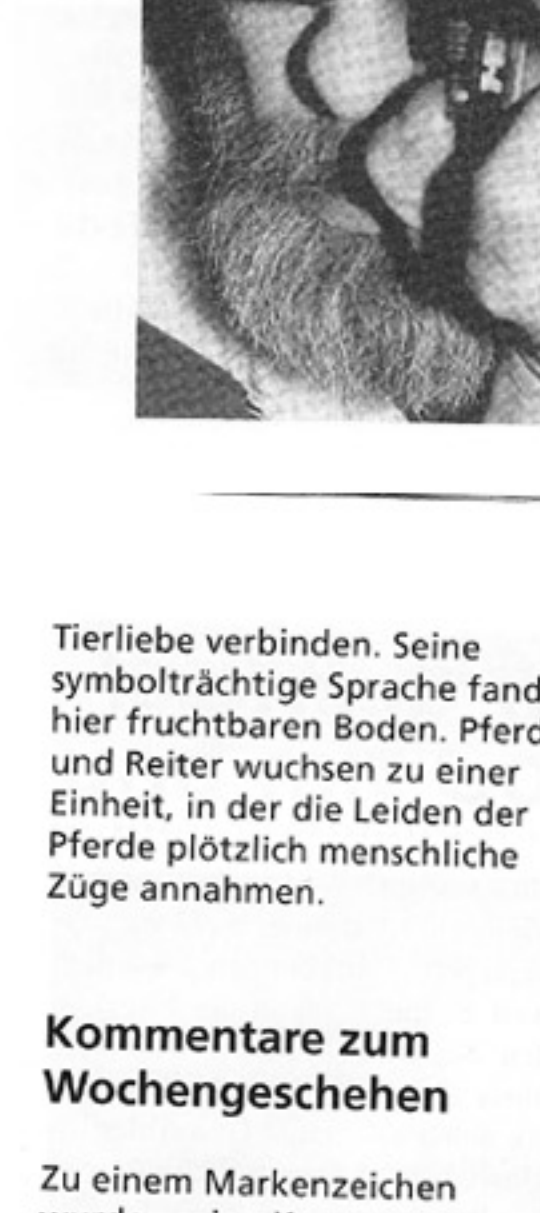 Tierliebe verbinden. Seine
symbolträchtige Sprache fand
hier fruchtbaren Boden. Pferd
und Reiter wuchsen zu einer
Einheit, in der die Leiden der
Pferde plötzlich menschliche
Züge annahmen.
Kommentare zum
Wochengeschehen
Zu einem Markenzeichen